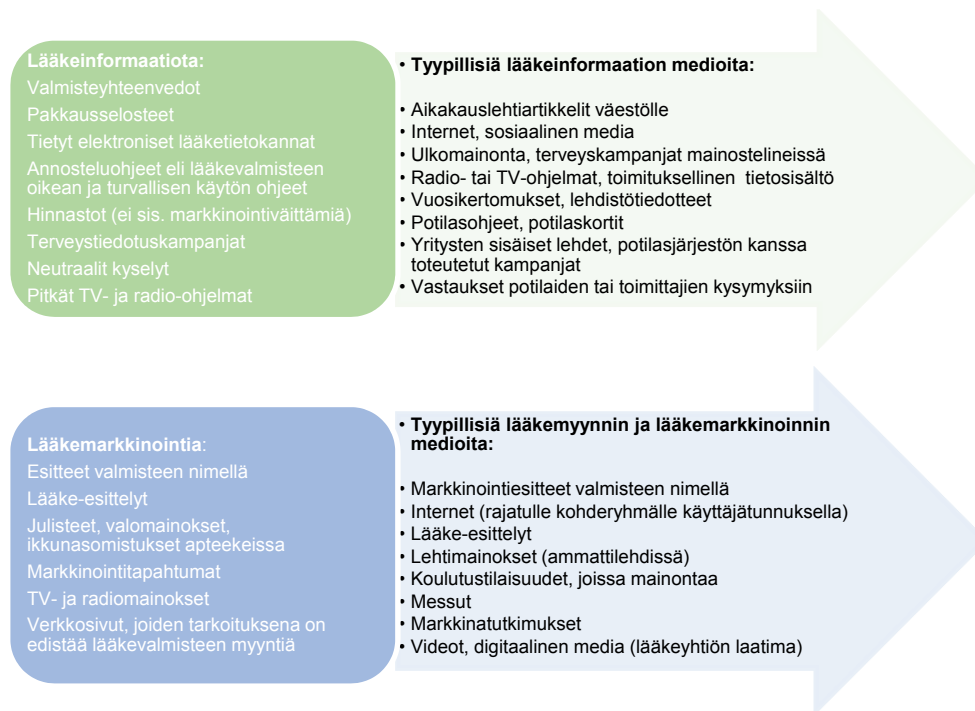 Lääkeinformaatiota:
Valmisteyhteenvedot
Pakkausselosteet
Tietyt elektroniset lääketietokannat
Annosteluohjeet eli lääkevalmisteen
oikean ja turvallisen käytön ohjeet
Hinnastot (ei sis. markkinointiväittämiä)
Terveystiedotuskampanjat
Neutraalit kyselyt
Pitkät TV- ja radio-ohjelmat
• Tyypillisiä lääkeinformaation medioita:
• Aikakauslehtiartikkelit väestölle
• Internet, sosiaalinen media
• Ulkomainonta, terveyskampanjat mainostelineissä
• Radio- tai TV-ohjelmat, toimituksellinen tietosisältö
• Vuosikertomukset, lehdistötiedotteet
• Potilasohjeet, potilaskortit
• Yritysten sisäiset lehdet, potilasjärjestön kanssa
toteutetut kampanjat
• Vastaukset potilaiden tai toimittajien kysymyksiin
Lääkemarkkinointia:
Esitteet valmisteen nimellä
Lääke-esittelyt
Julisteet, valomainokset,
ikkunasomistukset apteekeissa
Markkinointitapahtumat
TV- ja radiomainokset
Verkkosivut, joiden tarkoituksena on
edistää lääkevalmisteen myyntiä
• Tyypillisiä lääkemyynnin ja lääkemarkkinoinnin
medioita:
• Markkinointiesitteet valmisteen nimellä
• Internet (rajatulle kohderyhmälle käyttäjätunnuksella)
• Lääke-esittelyt
• Lehtimainokset (ammattilehdissä)
• Koulutustilaisuudet, joissa mainontaa
• Messut
• Markkinatutkimukset
• Videot, digitaalinen media (lääkeyhtiön laatima)